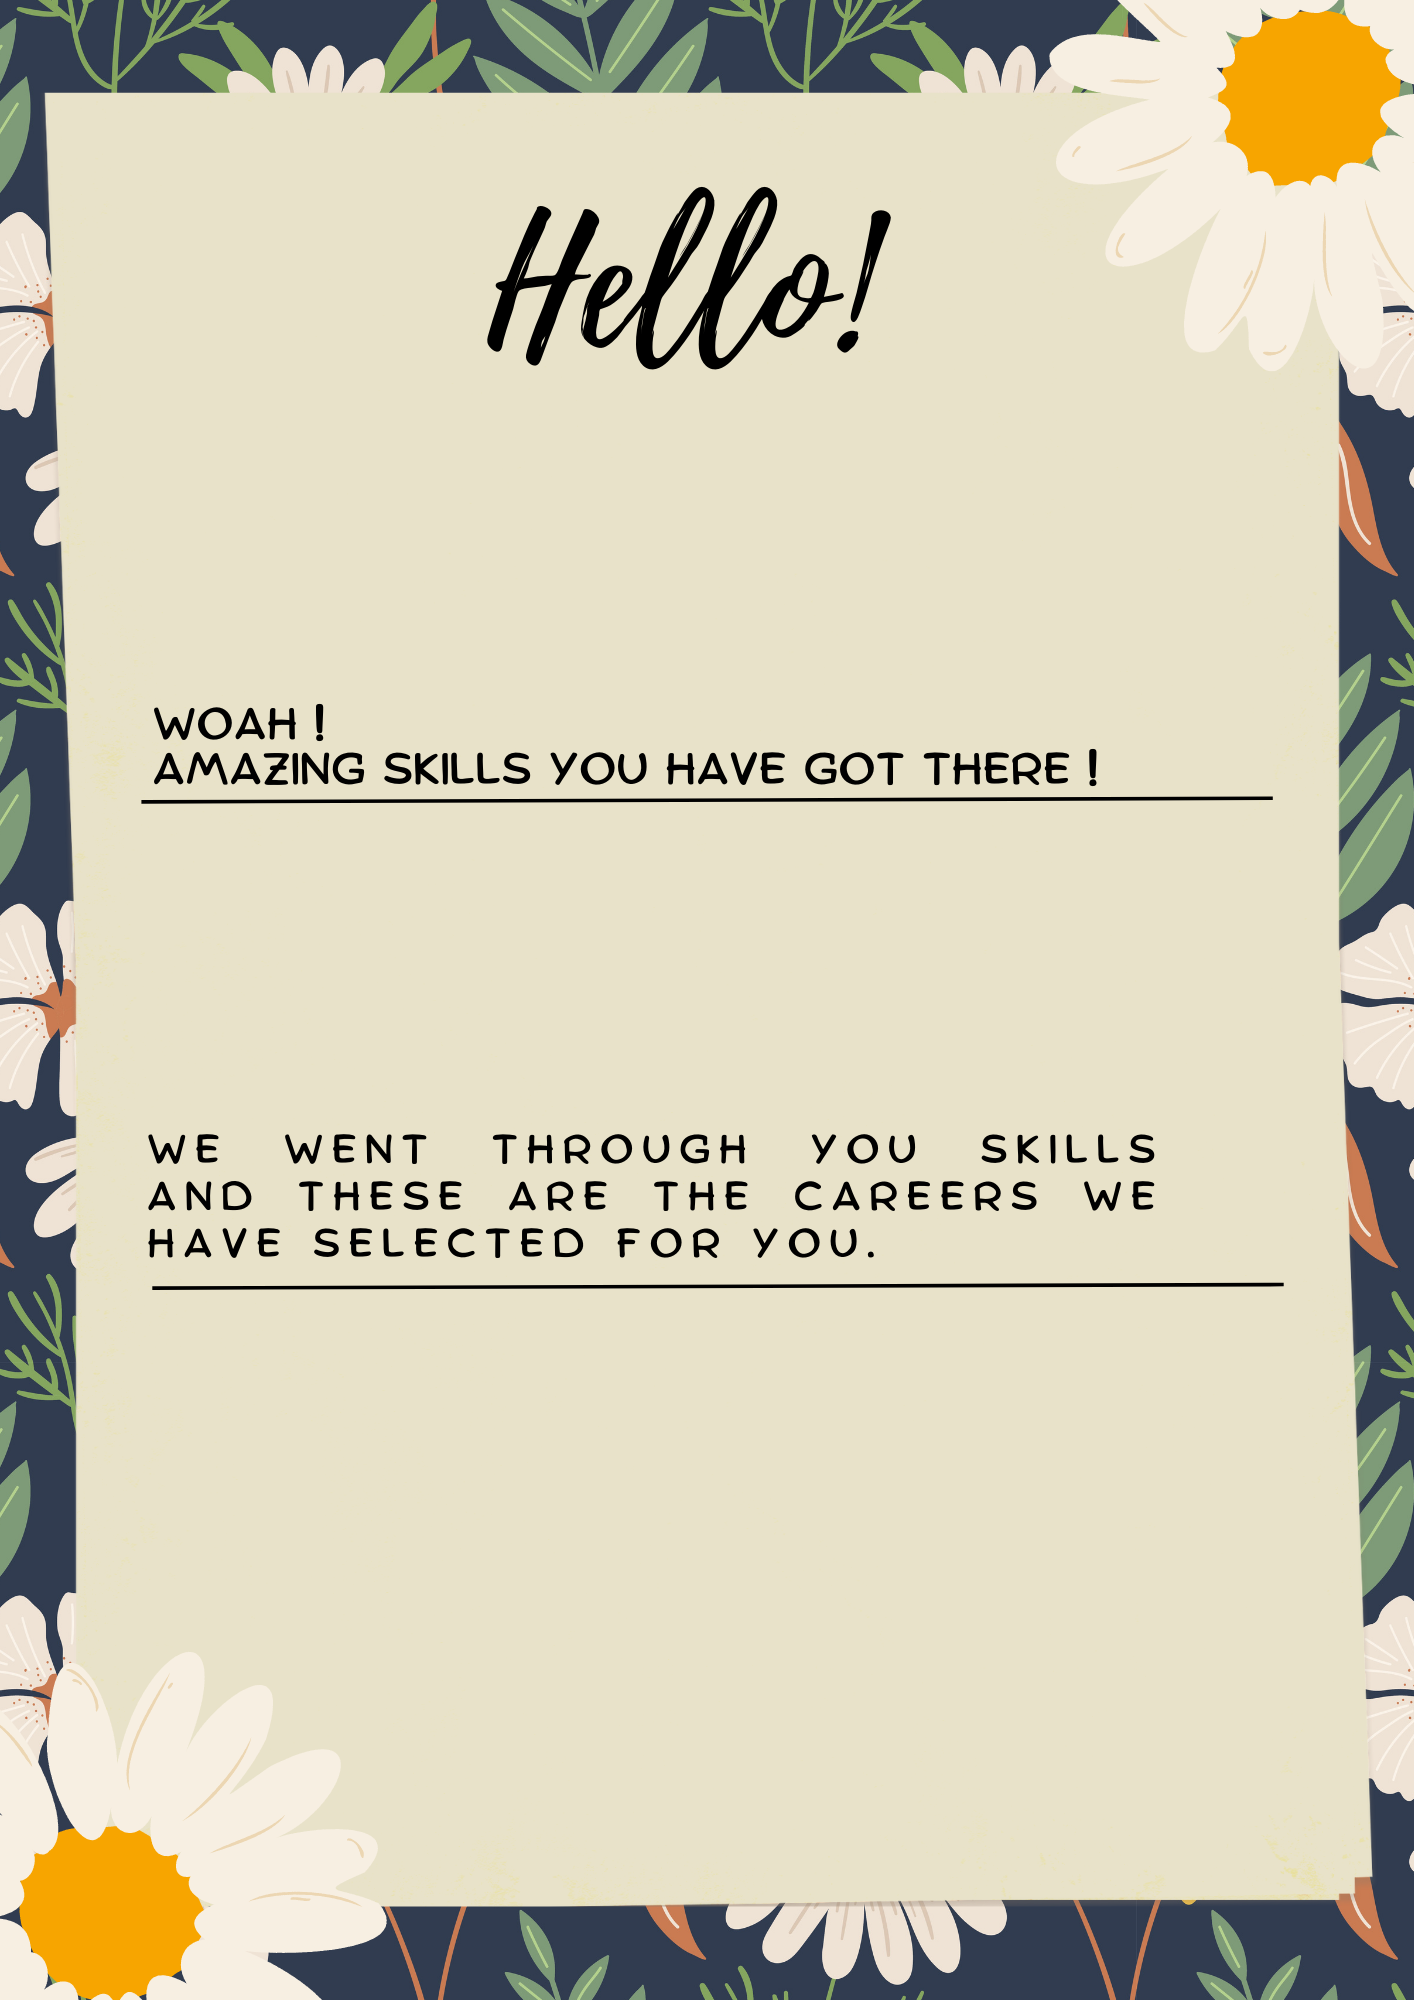 Hello!
WOAH !
AMAZING SKILLS YOU HAVE GOT THERE !
WE WENT THROUGH YOU SKILLS
AND THESE ARE THE CAREERS WE
HAVE SELECTED FOR YOU.